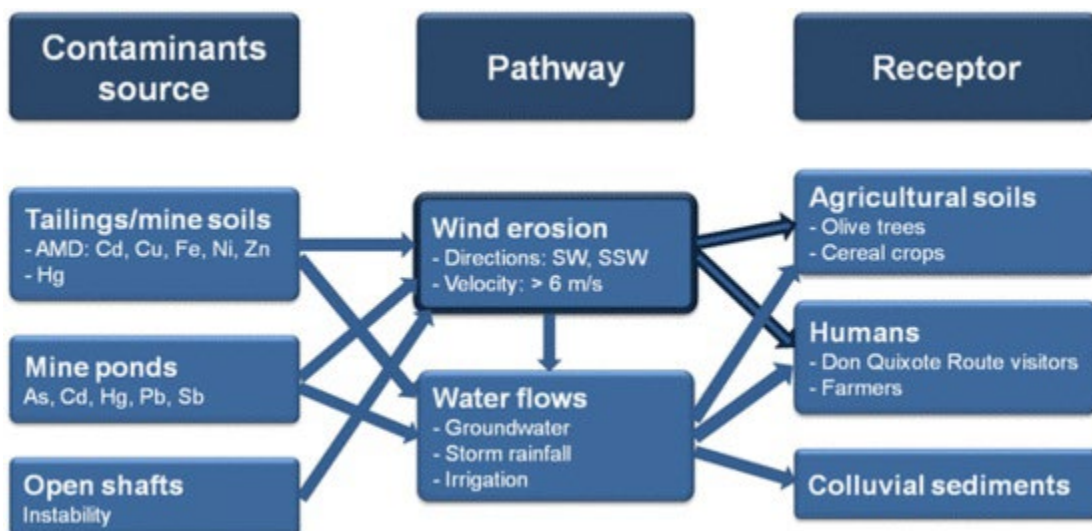 Contaminants
source
Pathway
Receptor
Tailings/mine soils
- AMD: Cd, Cu, Fe, Ni, Zn
- Hg
Mine ponds
As, Cd, Hg, Pb, Sb
Open shafts
Instability
Wind erosion
- Directions: SW, SSW
- Velocity: > 6 m/s
Water flows
- Groundwater
- Storm rainfall
- Irrigation
Agricultural soils
- Olive trees
- Cereal crops
Humans
- Don Quixote Route visitors
- Farmers
Colluvial sediments